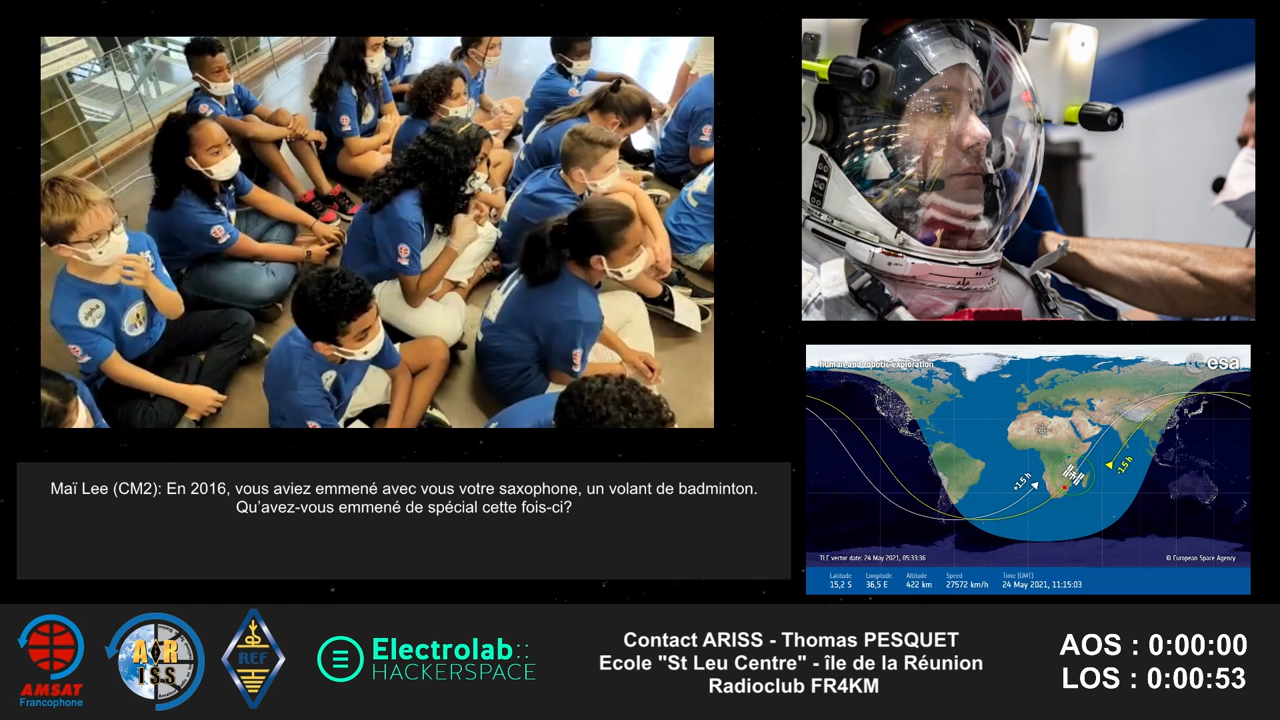 alpha
human and robotic exploration
esa
+1.5 h
-1.5 h
TLE vector date: 24 May 2021, 05:33:36
© European Space Agency
Latitude
Longitude
Altitude
Speed
Time (GMT)
15,2 S
36,5 E
422 km
27572 km/h
24 May 2021, 11:15:03
Maï Lee (CM2): En 2016, vous aviez emmené avec vous votre saxophone, un volant de badminton.
Qu'avez-vous emmené de spécial cette fois-ci?
AMSAT
Francophone
AR
ISS
REF
Electrolab::
HACKERSPACE
Contact ARISS - Thomas PESQUET
Ecole "St Leu Centre" - île de la Réunion
Radioclub FR4KM
AOS : 0:00:00
LOS : 0:00:53